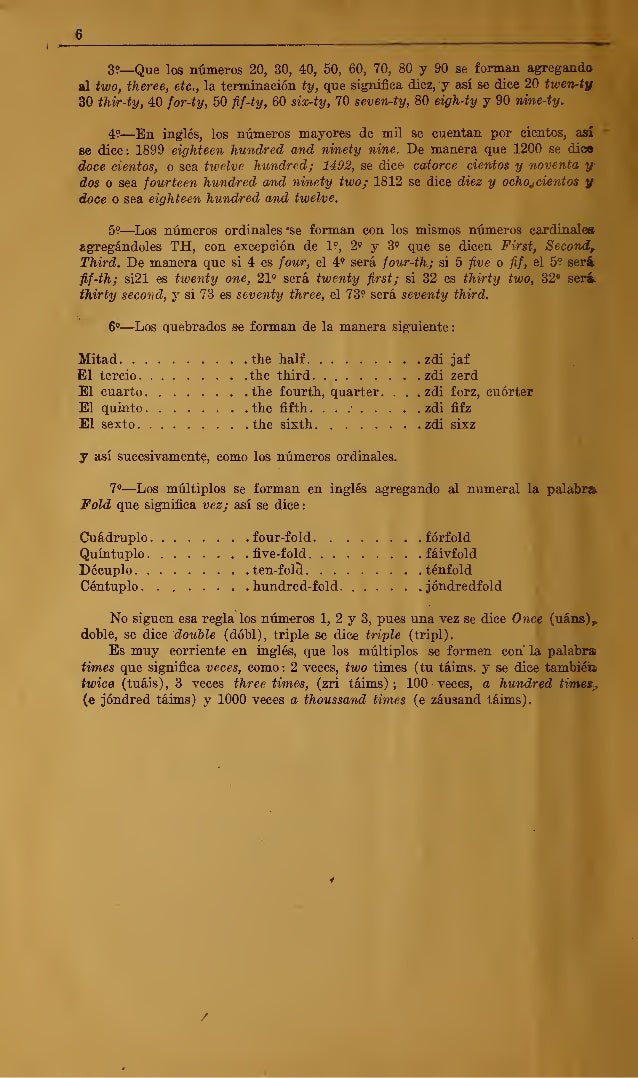 6
3º—Que los números 20, 30, 40, 50, 60, 70, 80 y 90 se forman agregando
al two, theree, etc., la terminación ty, que significa diez, y así se dice 20 twen-ty
30 thir-ty, 40 for-ty, 50 fif-ty, 60 six-ty, 70 seven-ty, 80 eigh-ty y 90 nine-ty.
4º—En inglés, los números mayores de mil se cuentan por cientos, así
se dice: 1899 eighteen hundred and ninety nine. De manera que 1200 se dice
doce cientos, o sea twelve hundred; 1492, se dice catorce cientos y noventa y
dos o sea fourteen hundred and ninety two; 1812 se dice diez y ocho cientos y
doce o sea eighteen hundred and twelve.
5º—Los números ordinales se forman con los mismos números cardinales
agregándoles TH, con excepción de 1º, 2º y 3º que se dicen First, Second,
Third. De manera que si 4 es four, el 4º será four-th; si 5 five o fif, el 5º será
fif-th; si21 es twenty one, 21º será twenty first; si 32 es thirty two, 32º será
thirty second, y si 73 es seventy three, el 73º será seventy third.
6º—Los quebrados se forman de la manera siguiente:
Mitad. . . . . . . . . . .the half. . . . . . . . . .zdi jaf
El tercio. . . . . . . . .the third. . . . . . . . .zdi zerd
El cuarto. . . . . . . . .the fourth, quarter. . . .zdi forz, cuórter
El quinto. . . . . . . . .the fifth. . . . . . . . .zdi fifz
El sexto. . . . . . . . . .the sixth. . . . . . . . .zdi sixz
y así sucesivamente, como los números ordinales.
7º—Los múltiplos se forman en inglés agregando al numeral la palabra
Fold que significa vez; así se dice:
Cuádruplo. . . . . . . . .four-fold. . . . . . . . .fórfold
Quíntuplo. . . . . . . . .five-fold. . . . . . . . . .fáivfold
Décuplo. . . . . . . . . .ten-fold. . . . . . . . . .ténfold
Céntuplo. . . . . . . . .hundred-fold. . . . . . .jóndredfold
No siguen esa regla los números 1, 2 y 3, pues una vez se dice Once (uáns),
doble, se dice double (dóbl), triple se dice triple (tripl).
Es muy corriente en inglés, que los múltiplos se formen con la palabra
times que significa veces, como: 2 veces, two times (tu táims. y se dice también
twice (tuáis), 3 veces three times, (zri táims); 100 veces, a hundred times,
(e jóndred táims) y 1000 veces a thoussand times (e záusand táims).